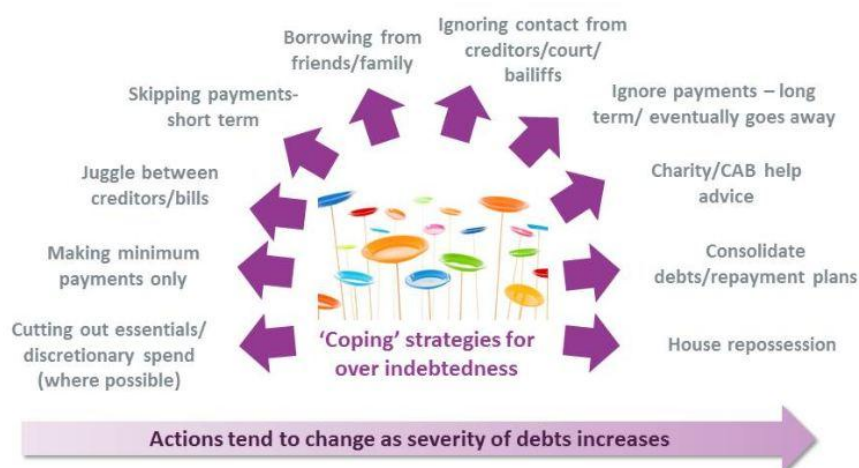 Cutting out essentials/
discretionary spend
(where possible)
Making minimum
payments only
Juggle between
creditors/bills
Skipping payments-
short term
Borrowing from
friends/family
Ignoring contact from
creditors/court/
bailiffs
Ignore payments – long
term/ eventually goes away
Charity/CAB help
advice
Consolidate
debts/repayment plans
House repossession
‘Coping’ strategies for
over indebtedness
Actions tend to change as severity of debts increases